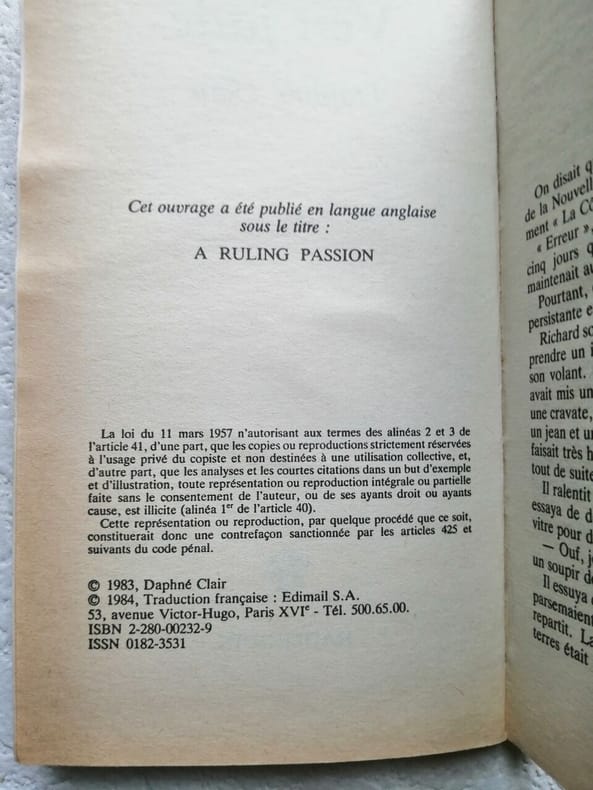 Cet ouvrage a été publié en langue anglaise
sous le titre :
A RULING PASSION
La loi du 11 mars 1957 n'autorisant aux termes des alinéas 2 et 3 de
l'article 41, d'une part, que les copies ou reproductions strictement réservées
à l'usage privé du copiste et non destinées à une utilisation collective, et,
d'autre part, que les analyses et les courtes citations dans un but d'exemple
et d'illustration, toute représentation ou reproduction intégrale ou partielle
faite sans le consentement de l'auteur, ou de ses ayants droit ou ayants
cause, est illicite (alinéa 1er de l'article 40).
Cette représentation ou reproduction, par quelque procédé que ce soit,
constituerait donc une contrefaçon sanctionnée par les articles 425 et
suivants du code pénal.
© 1983, Daphné Clair
© 1984, Traduction française : Edimail S.A.
53, avenue Victor-Hugo, Paris XVIe - Tél. 500.65.00.
ISBN 2-280-00232-9
ISSN 0182-3531
On disait
de la
ment « La
« Erreur »,
cinq jours
maintenait
Pourtant,
persistante
Richard
prendre un
son volant.
avait mis un
une cravate,
un jean et
faisait très
tout de suite
Il ralentit
essaya de
vitre pour
— Ouf,
un soupir
Il essuya
parsemaient
repartit.
terres était